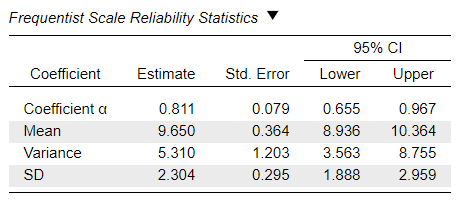 Frequentist Scale Reliability Statistics ▼
95% CI
Coefficient Estimate Std. Error Lower Upper
Coefficient α 0.811 0.079 0.655 0.967
Mean 9.650 0.364 8.936 10.364
Variance 5.310 1.203 3.563 8.755
SD 2.304 0.295 1.888 2.959